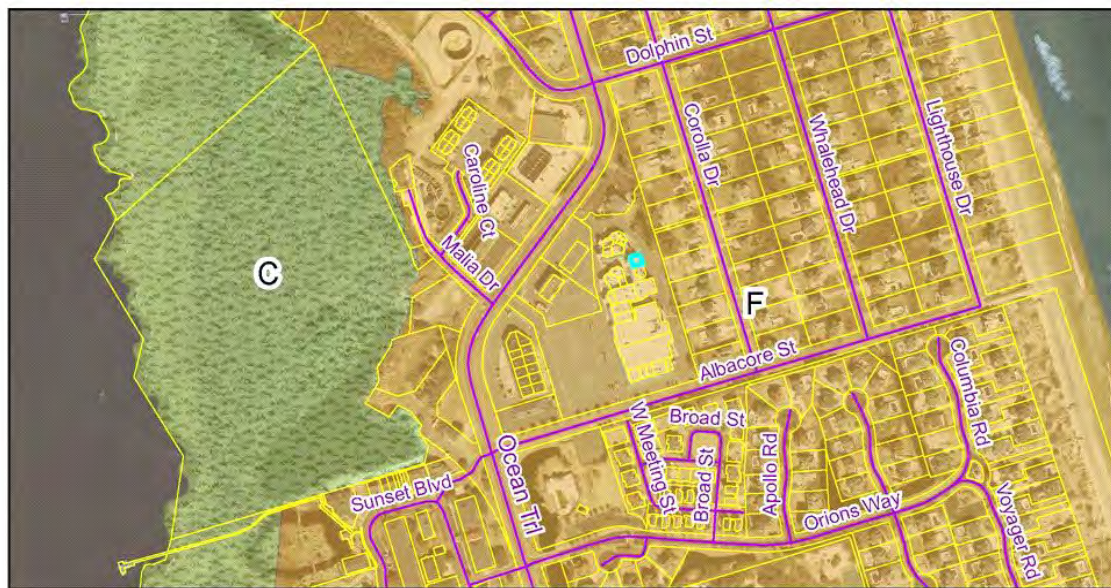 Dolphin St
Corolla Dr
Whalehead Dr
Lighthouse Dr
Caroline Ct
Malia Dr
C
F
Albacore St
Columbia Rd
Broad St
W Meeting St
Broad St
Apollo Rd
Ocean Trl
Sunset Blvd
Orions Way
Voyager Rd